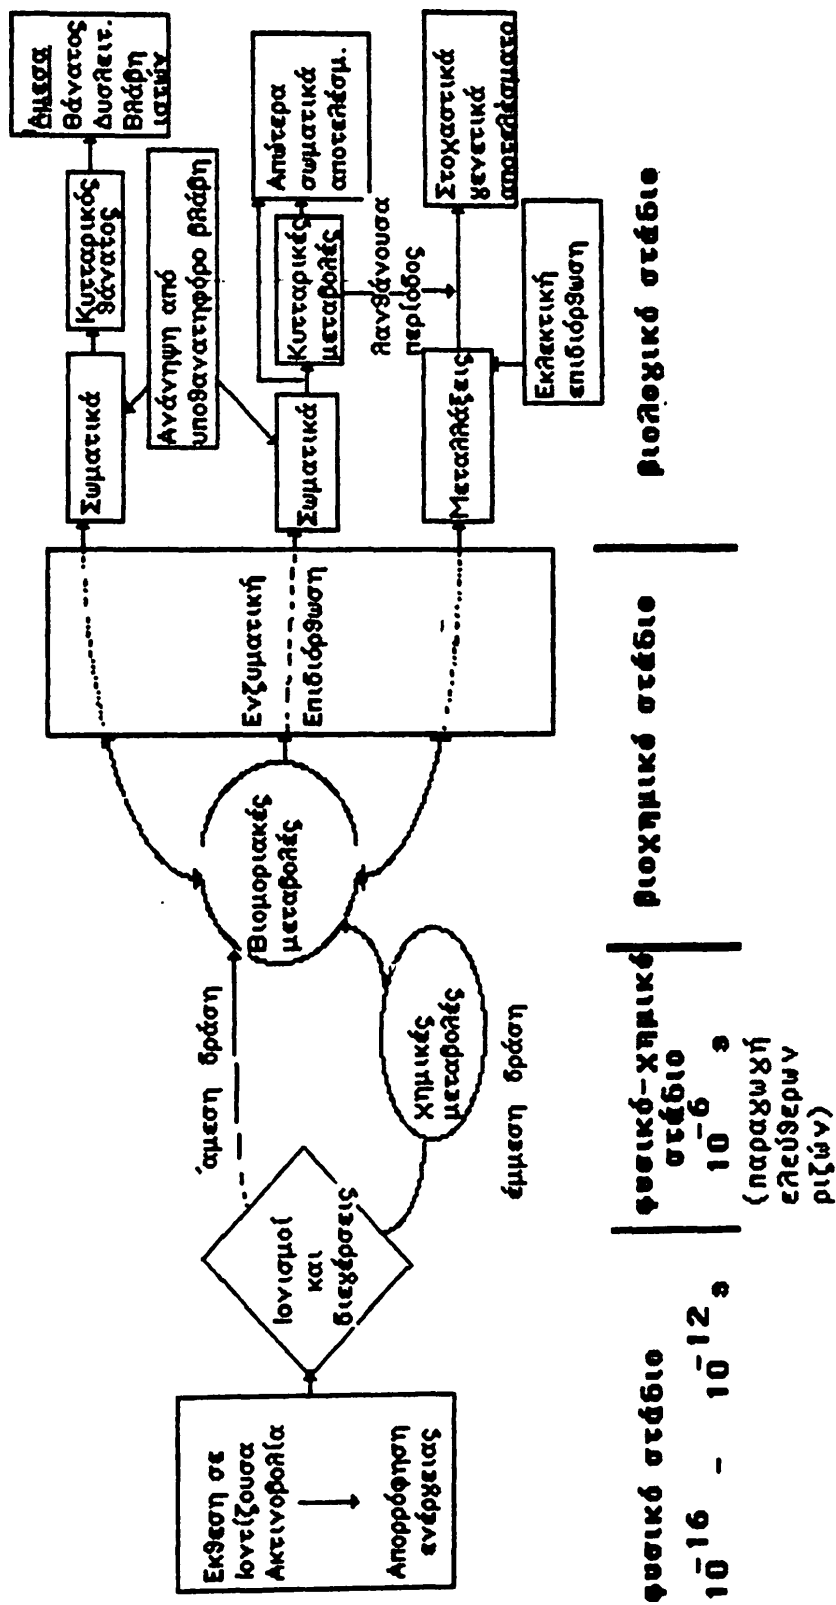 Εκθεση σε
Ιοντίζουσα
Ακτινοβολία
Απορρόφηση
ενέργειας
Ιονισμοί
και
διεγέρσεις
άμεση δράση
έμμεση δράση
Χημικές
μεταβολές
Βιομοριακές
μεταβολές
Ενζυματική
Επιδιόρθωση
Σωματικά
Κυτταρικός
θάνατος
Άμεσα
θάνατος
Δυσλειτ.
Βλάβη
ιστών
Ανάνηψη από
υποθανατηφόρο βλάβη
Σωματικά
Κυτταρικές
μεταβολές
Απώτερα
σωματικά
αποτελέσμ.
λανθάνουσα
περίοδος
Μεταλλάξεις
Στοχαστικά
γενετικά
αποτελέσματα
Εκλεκτική
επιδιόρθωση
φυσικό στάδιο
10^-16 - 10^-12 s
φυσικό-χημικό
στάδιο
10^-6 s
(παραγωγή
ελεύθερων
ριζών)
βιοχημικό στάδιο
βιολογικό στάδιο